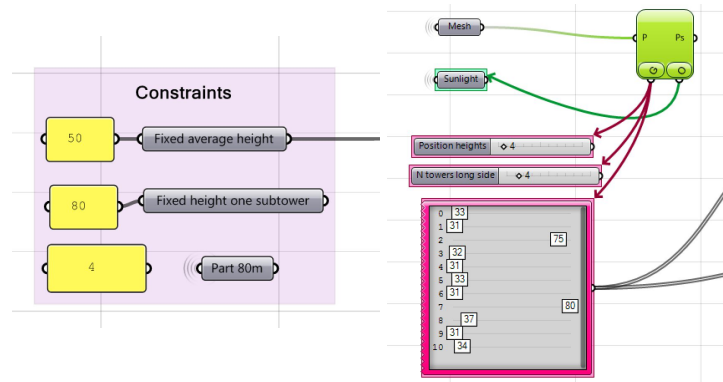 Constraints
50
Fixed average height
80
Fixed height one subtower
4
Part 80m
Mesh
P
Ps
Sunlight
Position heights
4
N towers long side
4
0 33
1 31
2 75
3 32
4 31
5 33
6 31
7 80
8 37
9 31
10 34